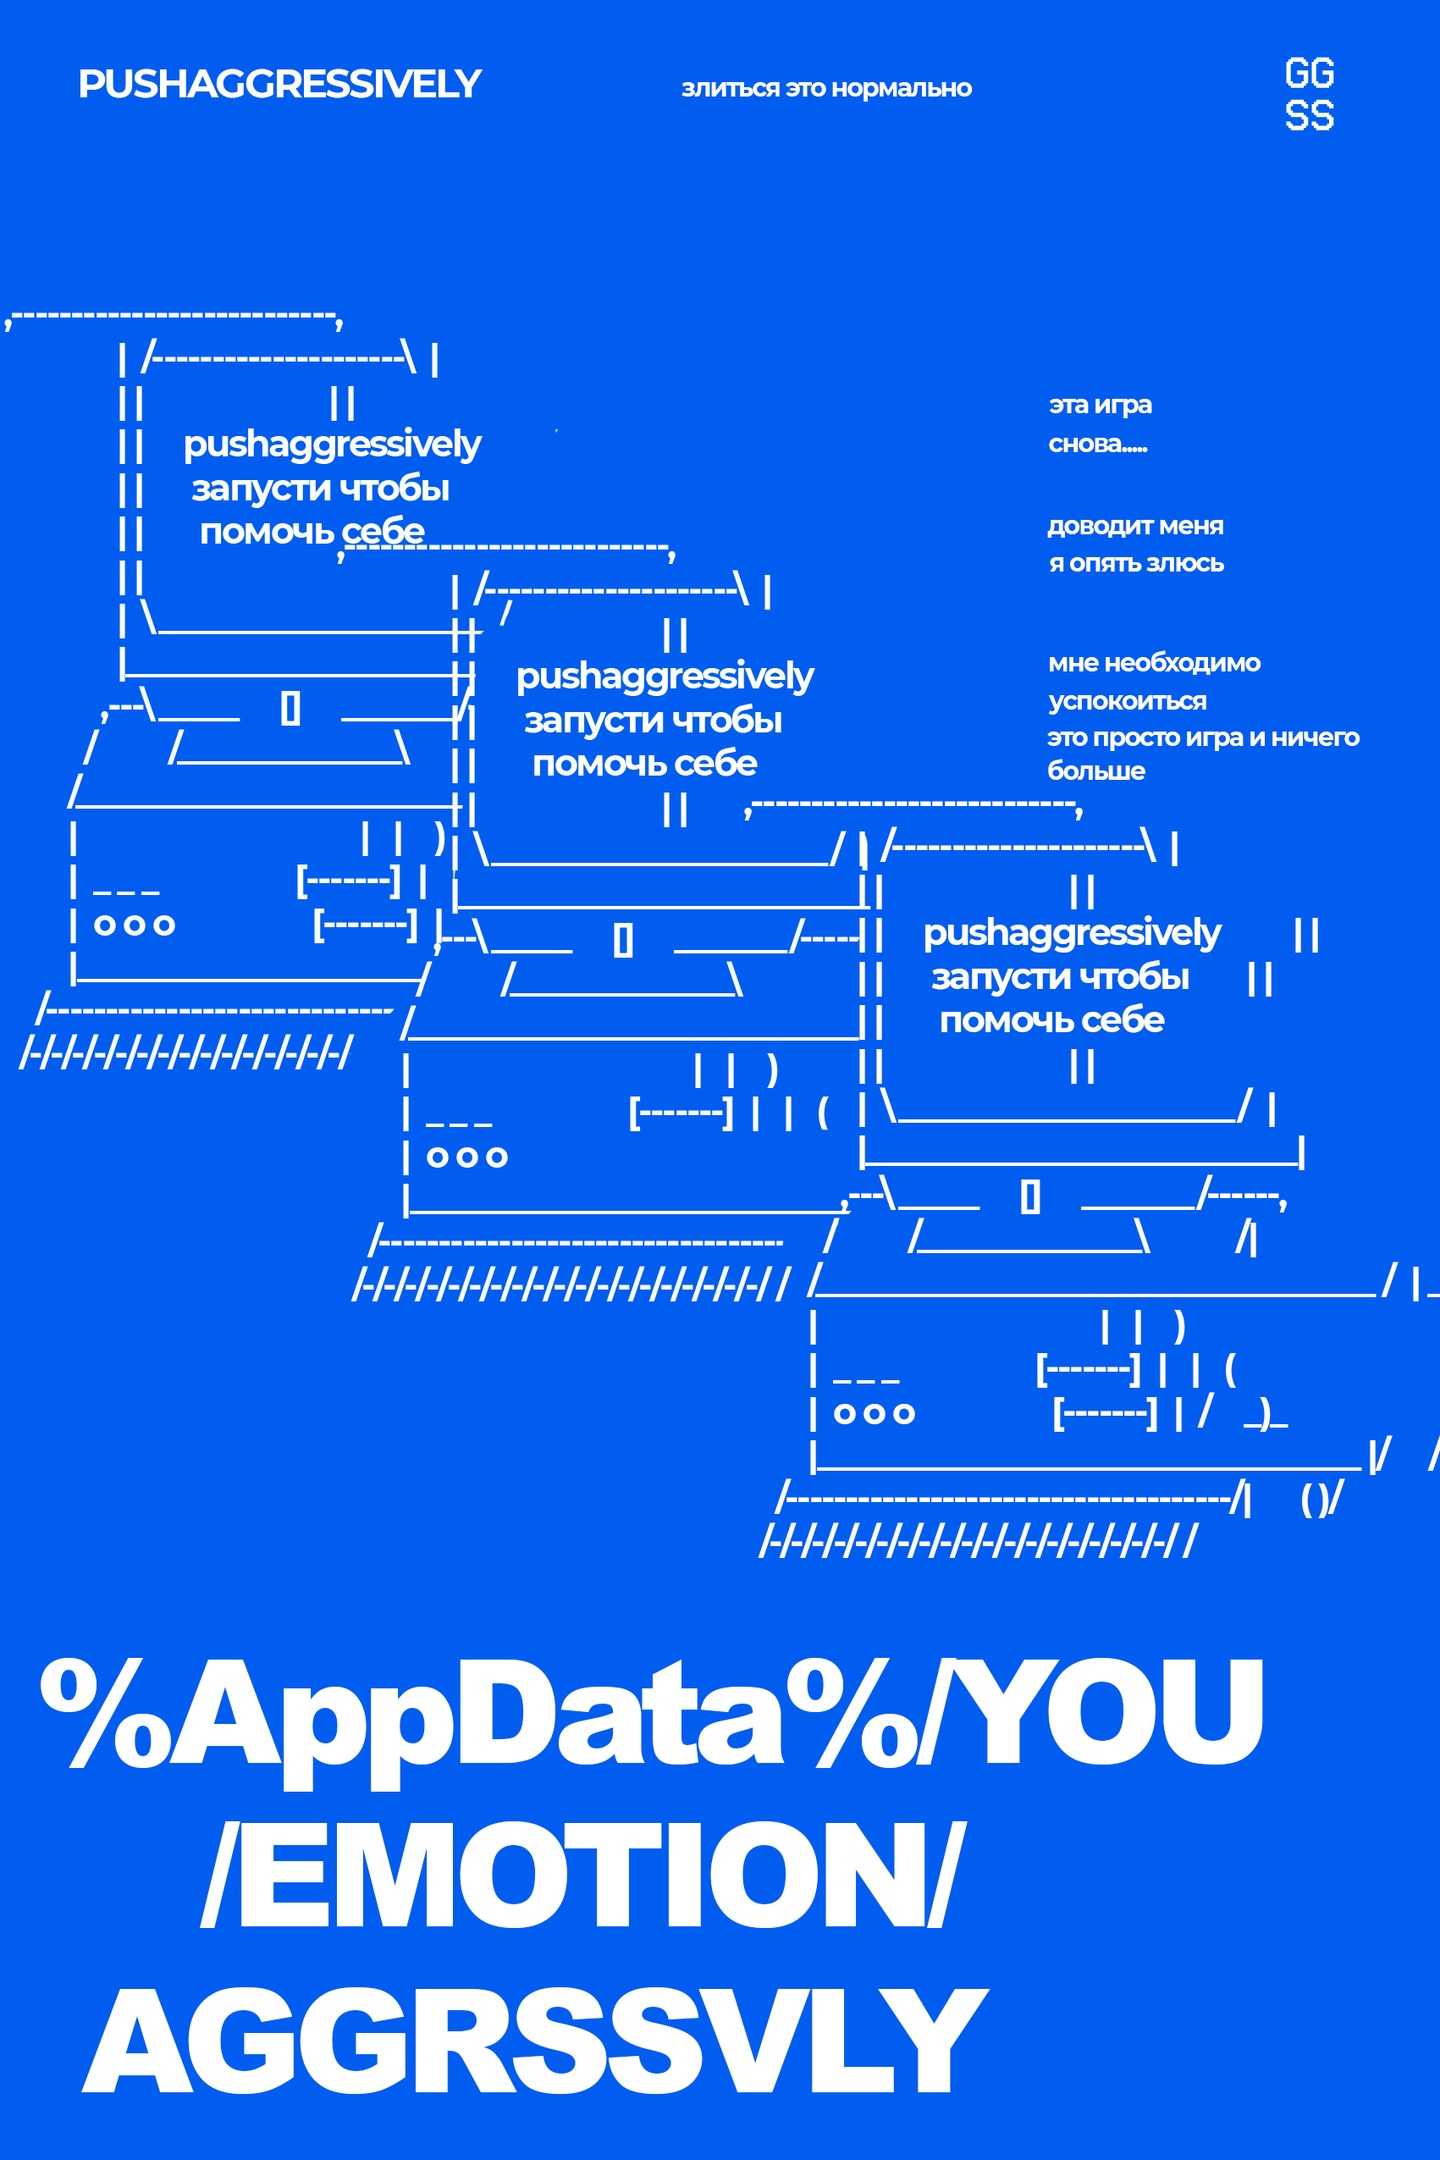 PUSHAGGRESSIVELY
злиться это нормально
GG
SS
pushaggressively
запусти чтобы
помочь себе
эта игра
снова.....
доводит меня
я опять злюсь
мне необходимо
успокоиться
это просто игра и ничего
больше
pushaggressively
запусти чтобы
помочь себе
pushaggressively
запусти чтобы
помочь себе
%AppData%/YOU
/EMOTION/
AGGRSSVLY